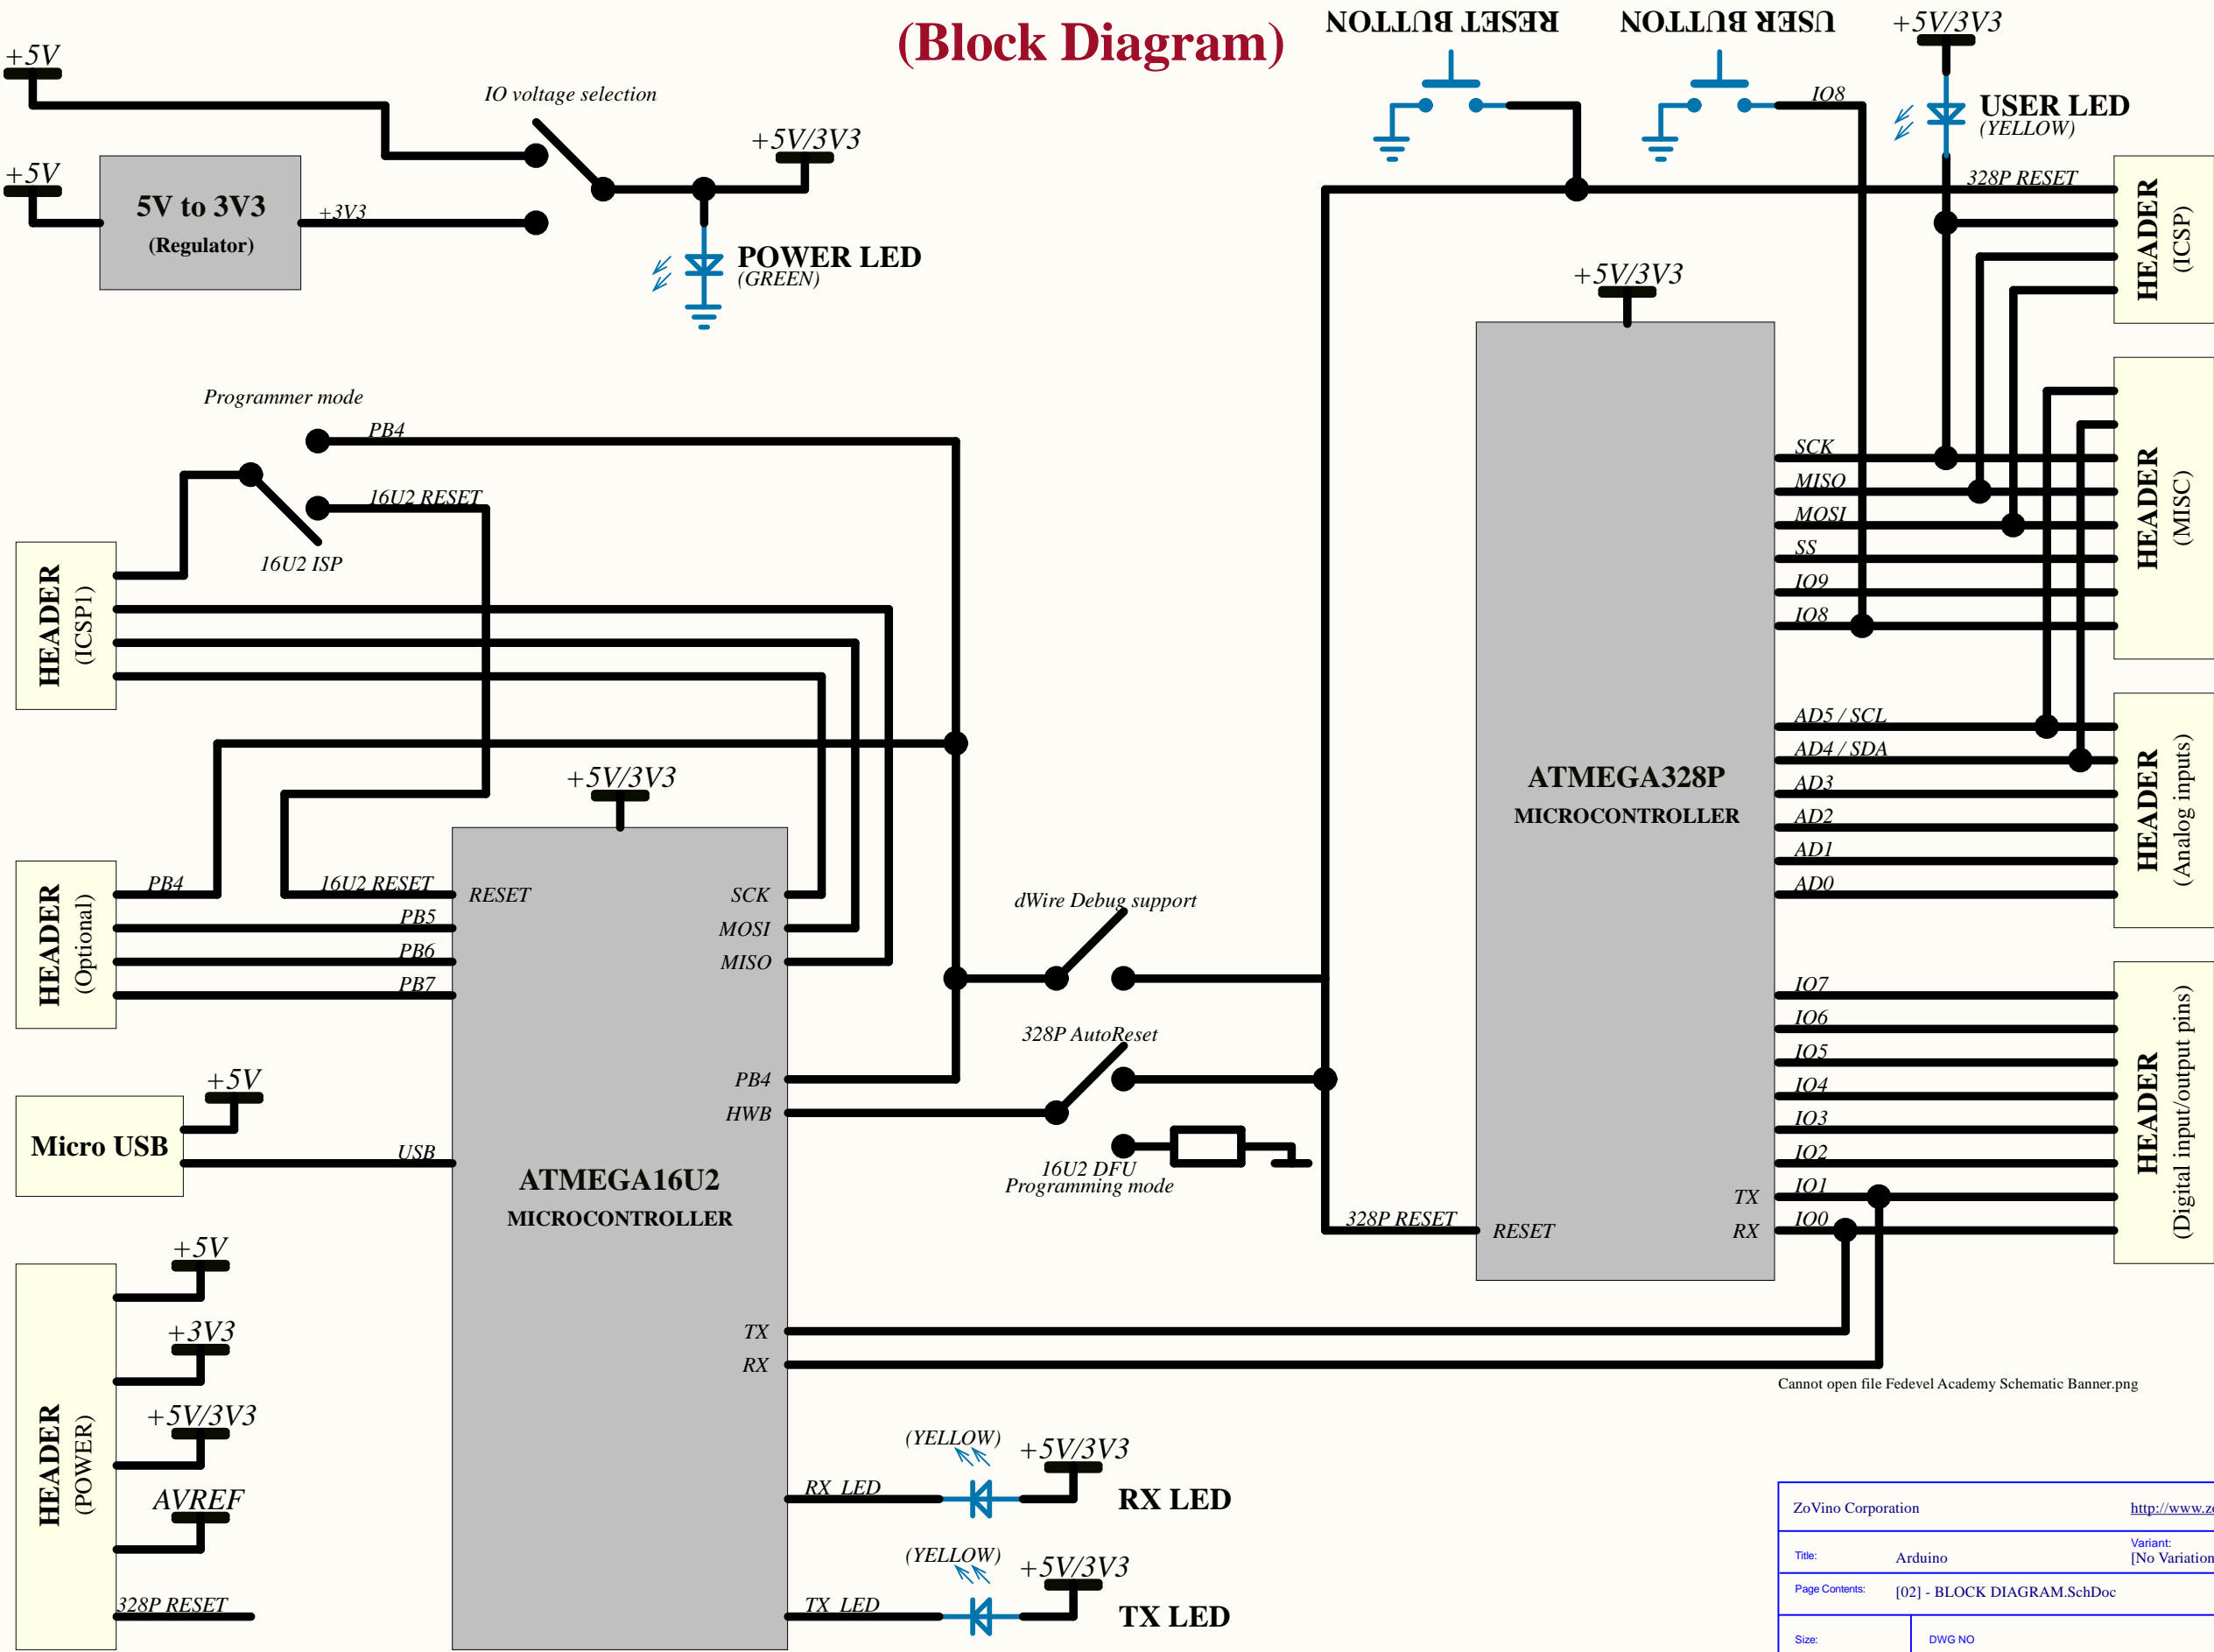 (Block Diagram)
RESET BUTTON
USER BUTTON
+5V/3V3
+5V
IO voltage selection
IO8
USER LED
(YELLOW)
+5V/3V3
+5V
5V to 3V3
(Regulator)
+3V3
328P RESET
HEADER
(ICSP)
POWER LED
(GREEN)
+5V/3V3
Programmer mode
PB4
16U2 RESET
16U2 ISP
HEADER
(ICSP1)
SCK
MISO
MOSI
SS
IO9
IO8
HEADER
(MISC)
AD5 / SCL
AD4 / SDA
AD3
AD2
AD1
AD0
HEADER
(Analog inputs)
ATMEGA328P
MICROCONTROLLER
+5V/3V3
HEADER
(Optional)
PB4
16U2 RESET
PB5
PB6
PB7
RESET
SCK
MOSI
MISO
dWire Debug support
328P AutoReset
PB4
HWB
16U2 DFU
Programming mode
+5V
Micro USB
USB
ATMEGA16U2
MICROCONTROLLER
IO7
IO6
IO5
IO4
IO3
IO2
TX
IO1
RX
IO0
HEADER
(Digital input/output pins)
328P RESET
RESET
HEADER
(POWER)
+5V
+3V3
+5V/3V3
AVREF
328P RESET
TX
RX
Cannot open file Fedevel Academy Schematic Banner.png
(YELLOW)
+5V/3V3
RX LED
RX LED
(YELLOW)
+5V/3V3
TX LED
TX LED
ZoVino Corporation
http://www.z
Title:
Arduino
Variant:
[No Variation
Page Contents:
[02] - BLOCK DIAGRAM.SchDoc
Size:
DWG NO